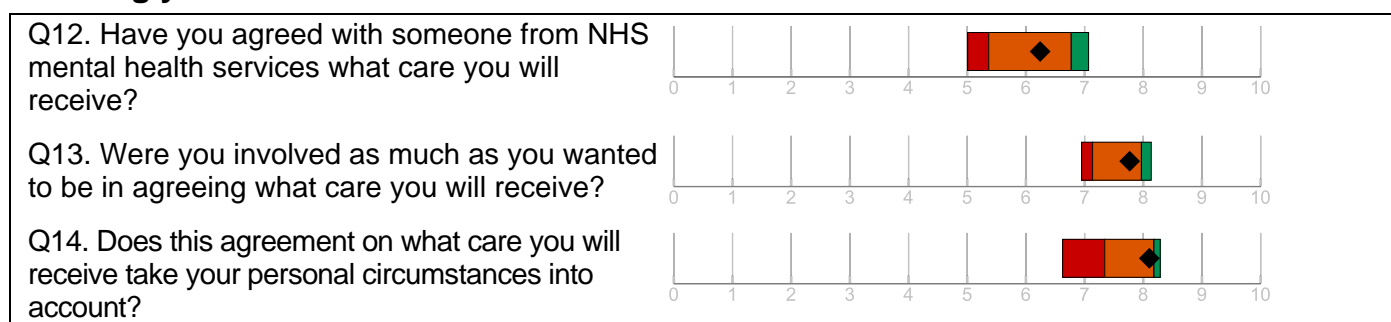 Q12. Have you agreed with someone from NHS
mental health services what care you will
receive?
0 1 2 3 4 5 6 7 8 9 10
Q13. Were you involved as much as you wanted
to be in agreeing what care you will receive?
0 1 2 3 4 5 6 7 8 9 10
Q14. Does this agreement on what care you will
receive take your personal circumstances into
account?
0 1 2 3 4 5 6 7 8 9 10